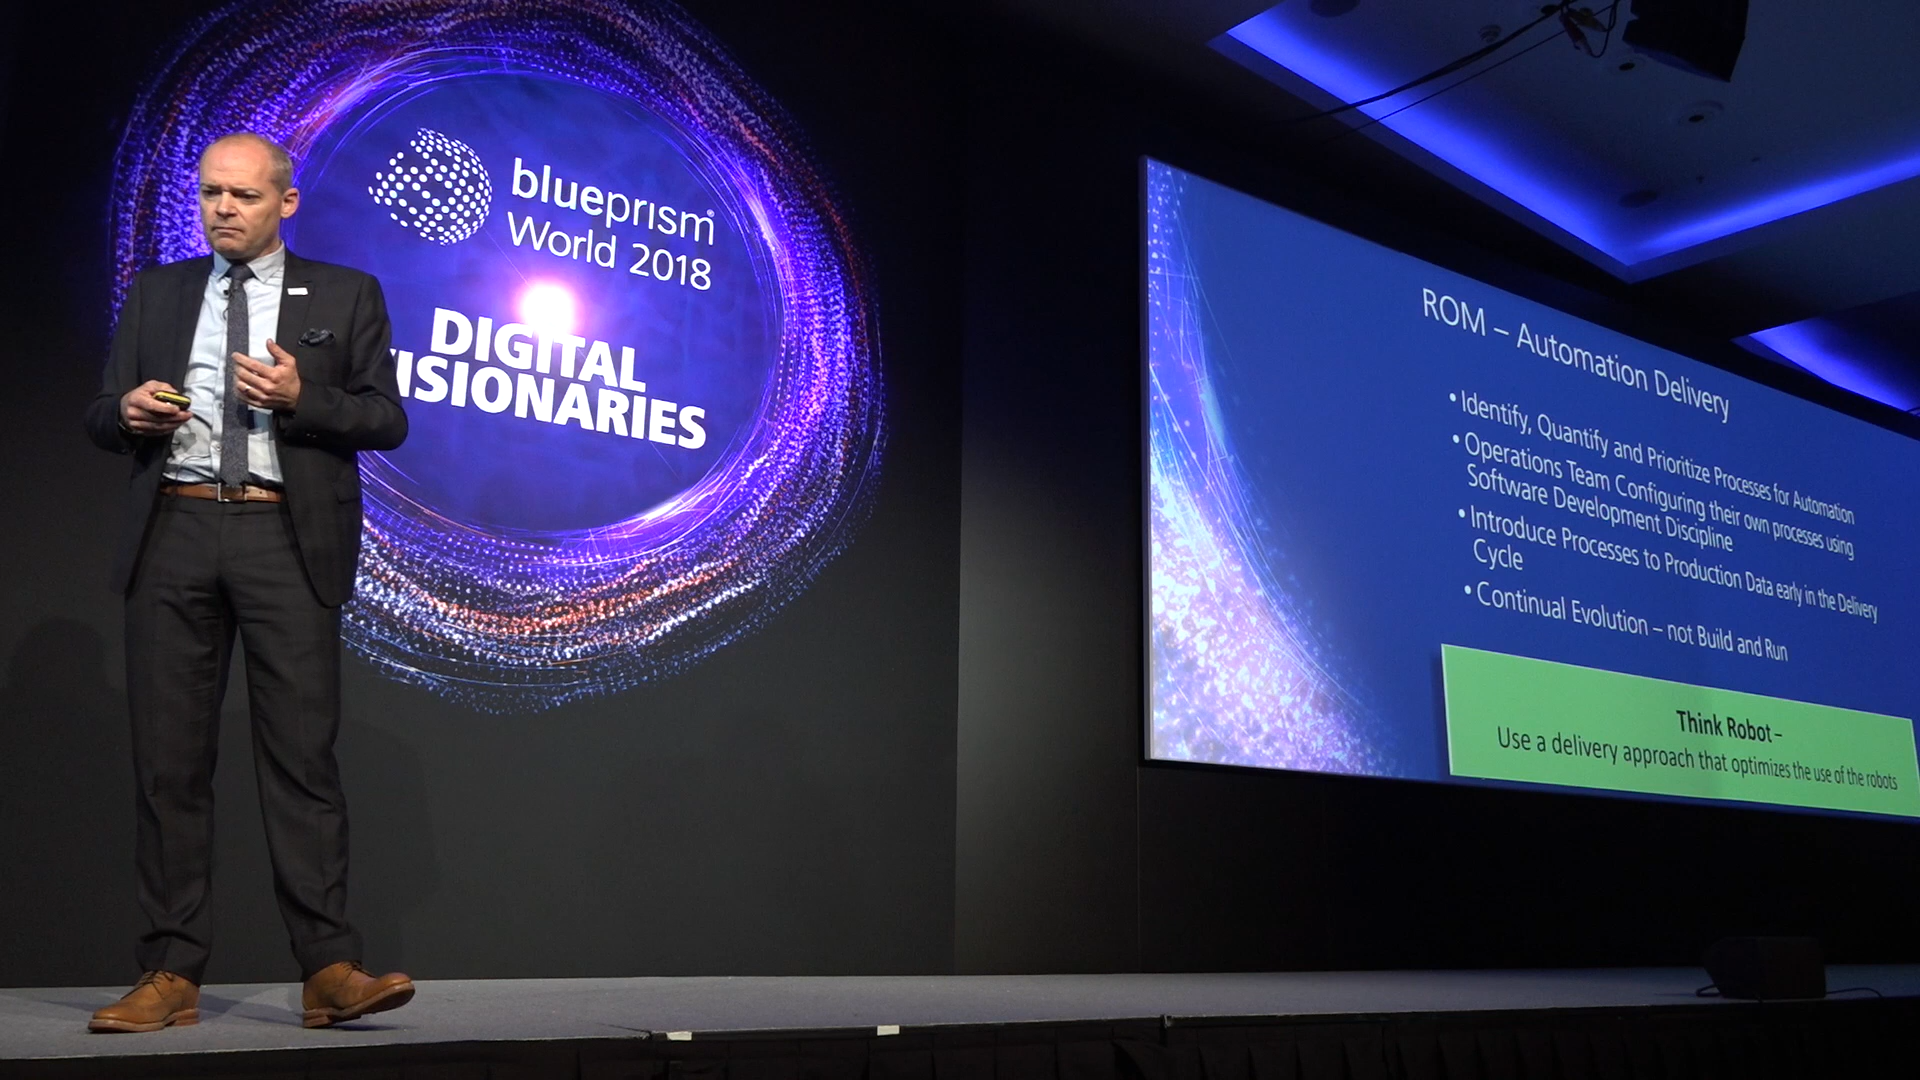 blueprism®
World 2018
DIGITAL
VISIONARIES
ROM – Automation Delivery
• Identify, Quantify and Prioritize Processes for Automation
• Operations Team Configuring their own processes using
Software Development Discipline
• Introduce Processes to Production Data early in the Delivery
Cycle
• Continual Evolution – not Build and Run
Think Robot –
Use a delivery approach that optimizes the use of the robots